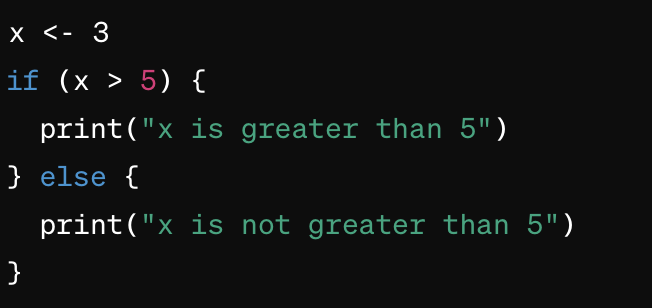 x <- 3
if (x > 5) {
  print("x is greater than 5")
} else {
  print("x is not greater than 5")
}